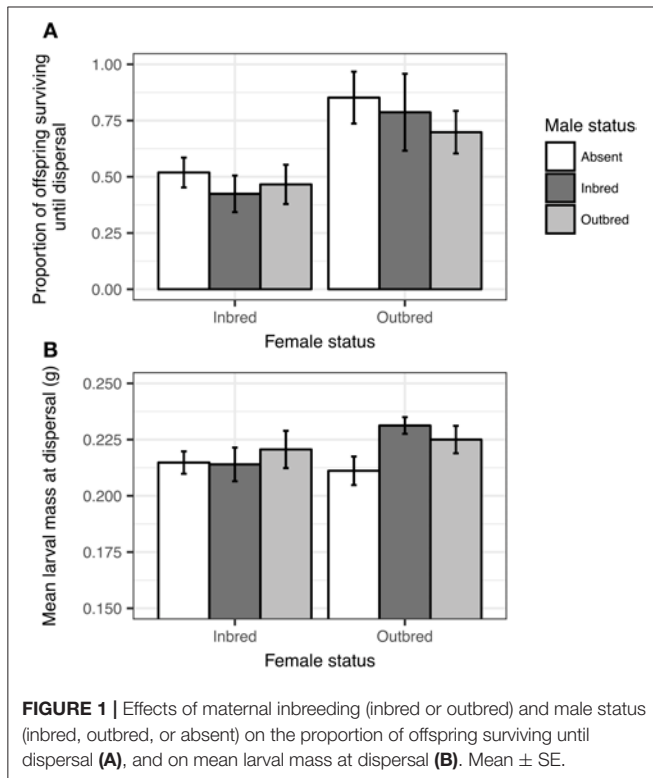 A
Proportion of offspring surviving
until dispersal
1.00
0.75
0.50
0.25
0.00
Inbred
Outbred
Female status
Male status
Absent
Inbred
Outbred
B
Mean larval mass at dispersal (g)
0.250
0.225
0.200
0.175
0.150
Inbred
Outbred
Female status
FIGURE 1 | Effects of maternal inbreeding (inbred or outbred) and male status
(inbred, outbred, or absent) on the proportion of offspring surviving until
dispersal (A), and on mean larval mass at dispersal (B). Mean ± SE.